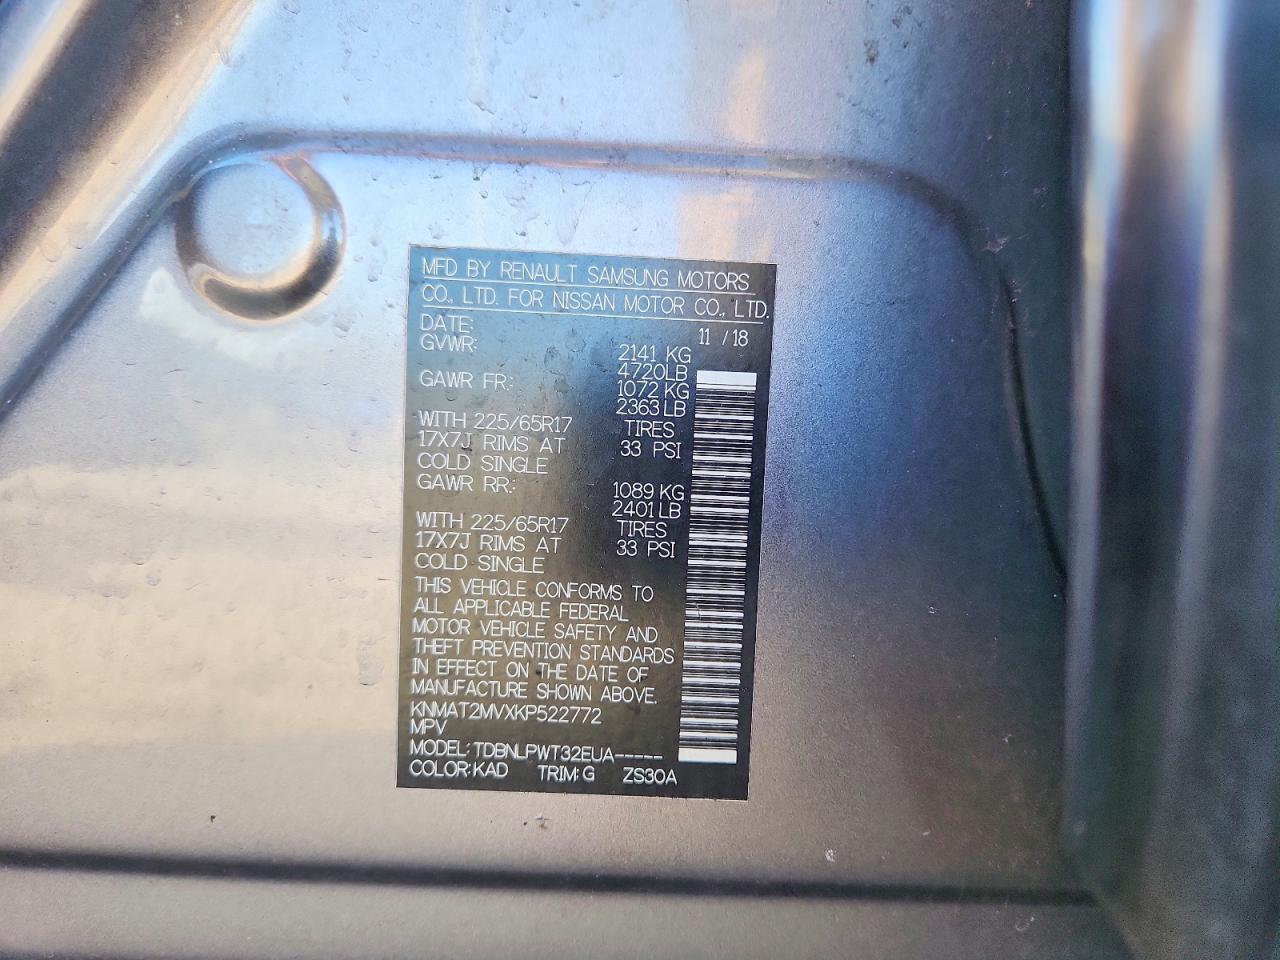 MFD BY RENAULT SAMSUNG MOTORS
CO., LTD. FOR NISSAN MOTOR CO., LTD.
DATE: 11 /18
GVWR: 2141 KG
4720LB
GAWR FR: 1072 KG
2363LB
WITH 225/65R17 TIRES
17X7J RIMS AT 33 PSI
COLD SINGLE
GAWR RR: 1089 KG
2401LB
WITH 225/65R17 TIRES
17X7J RIMS AT 33 PSI
COLD SINGLE
THIS VEHICLE CONFORMS TO
ALL APPLICABLE FEDERAL
MOTOR VEHICLE SAFETY AND
THEFT PREVENTION STANDARDS
IN EFFECT ON THE DATE OF
MANUFACTURE SHOWN ABOVE.
KNMAT2MVXKP522772
MPV
MODEL: TDBNLPWT32EUA-----
COLOR: KAD TRIM: G ZS30A